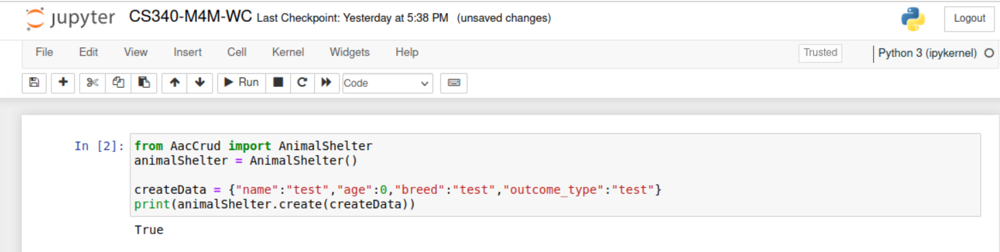 jupyter CS340-M4M-WC Last Checkpoint: Yesterday at 5:38 PM (unsaved changes) Logout
File Edit View Insert Cell Kernel Widgets Help Trusted Python 3 (ipykernel)
Run Code
In [2]: from AacCrud import AnimalShelter
animalShelter = AnimalShelter()
createData = {"name":"test","age":0,"breed":"test","outcome_type":"test"}
print(animalShelter.create(createData))
True